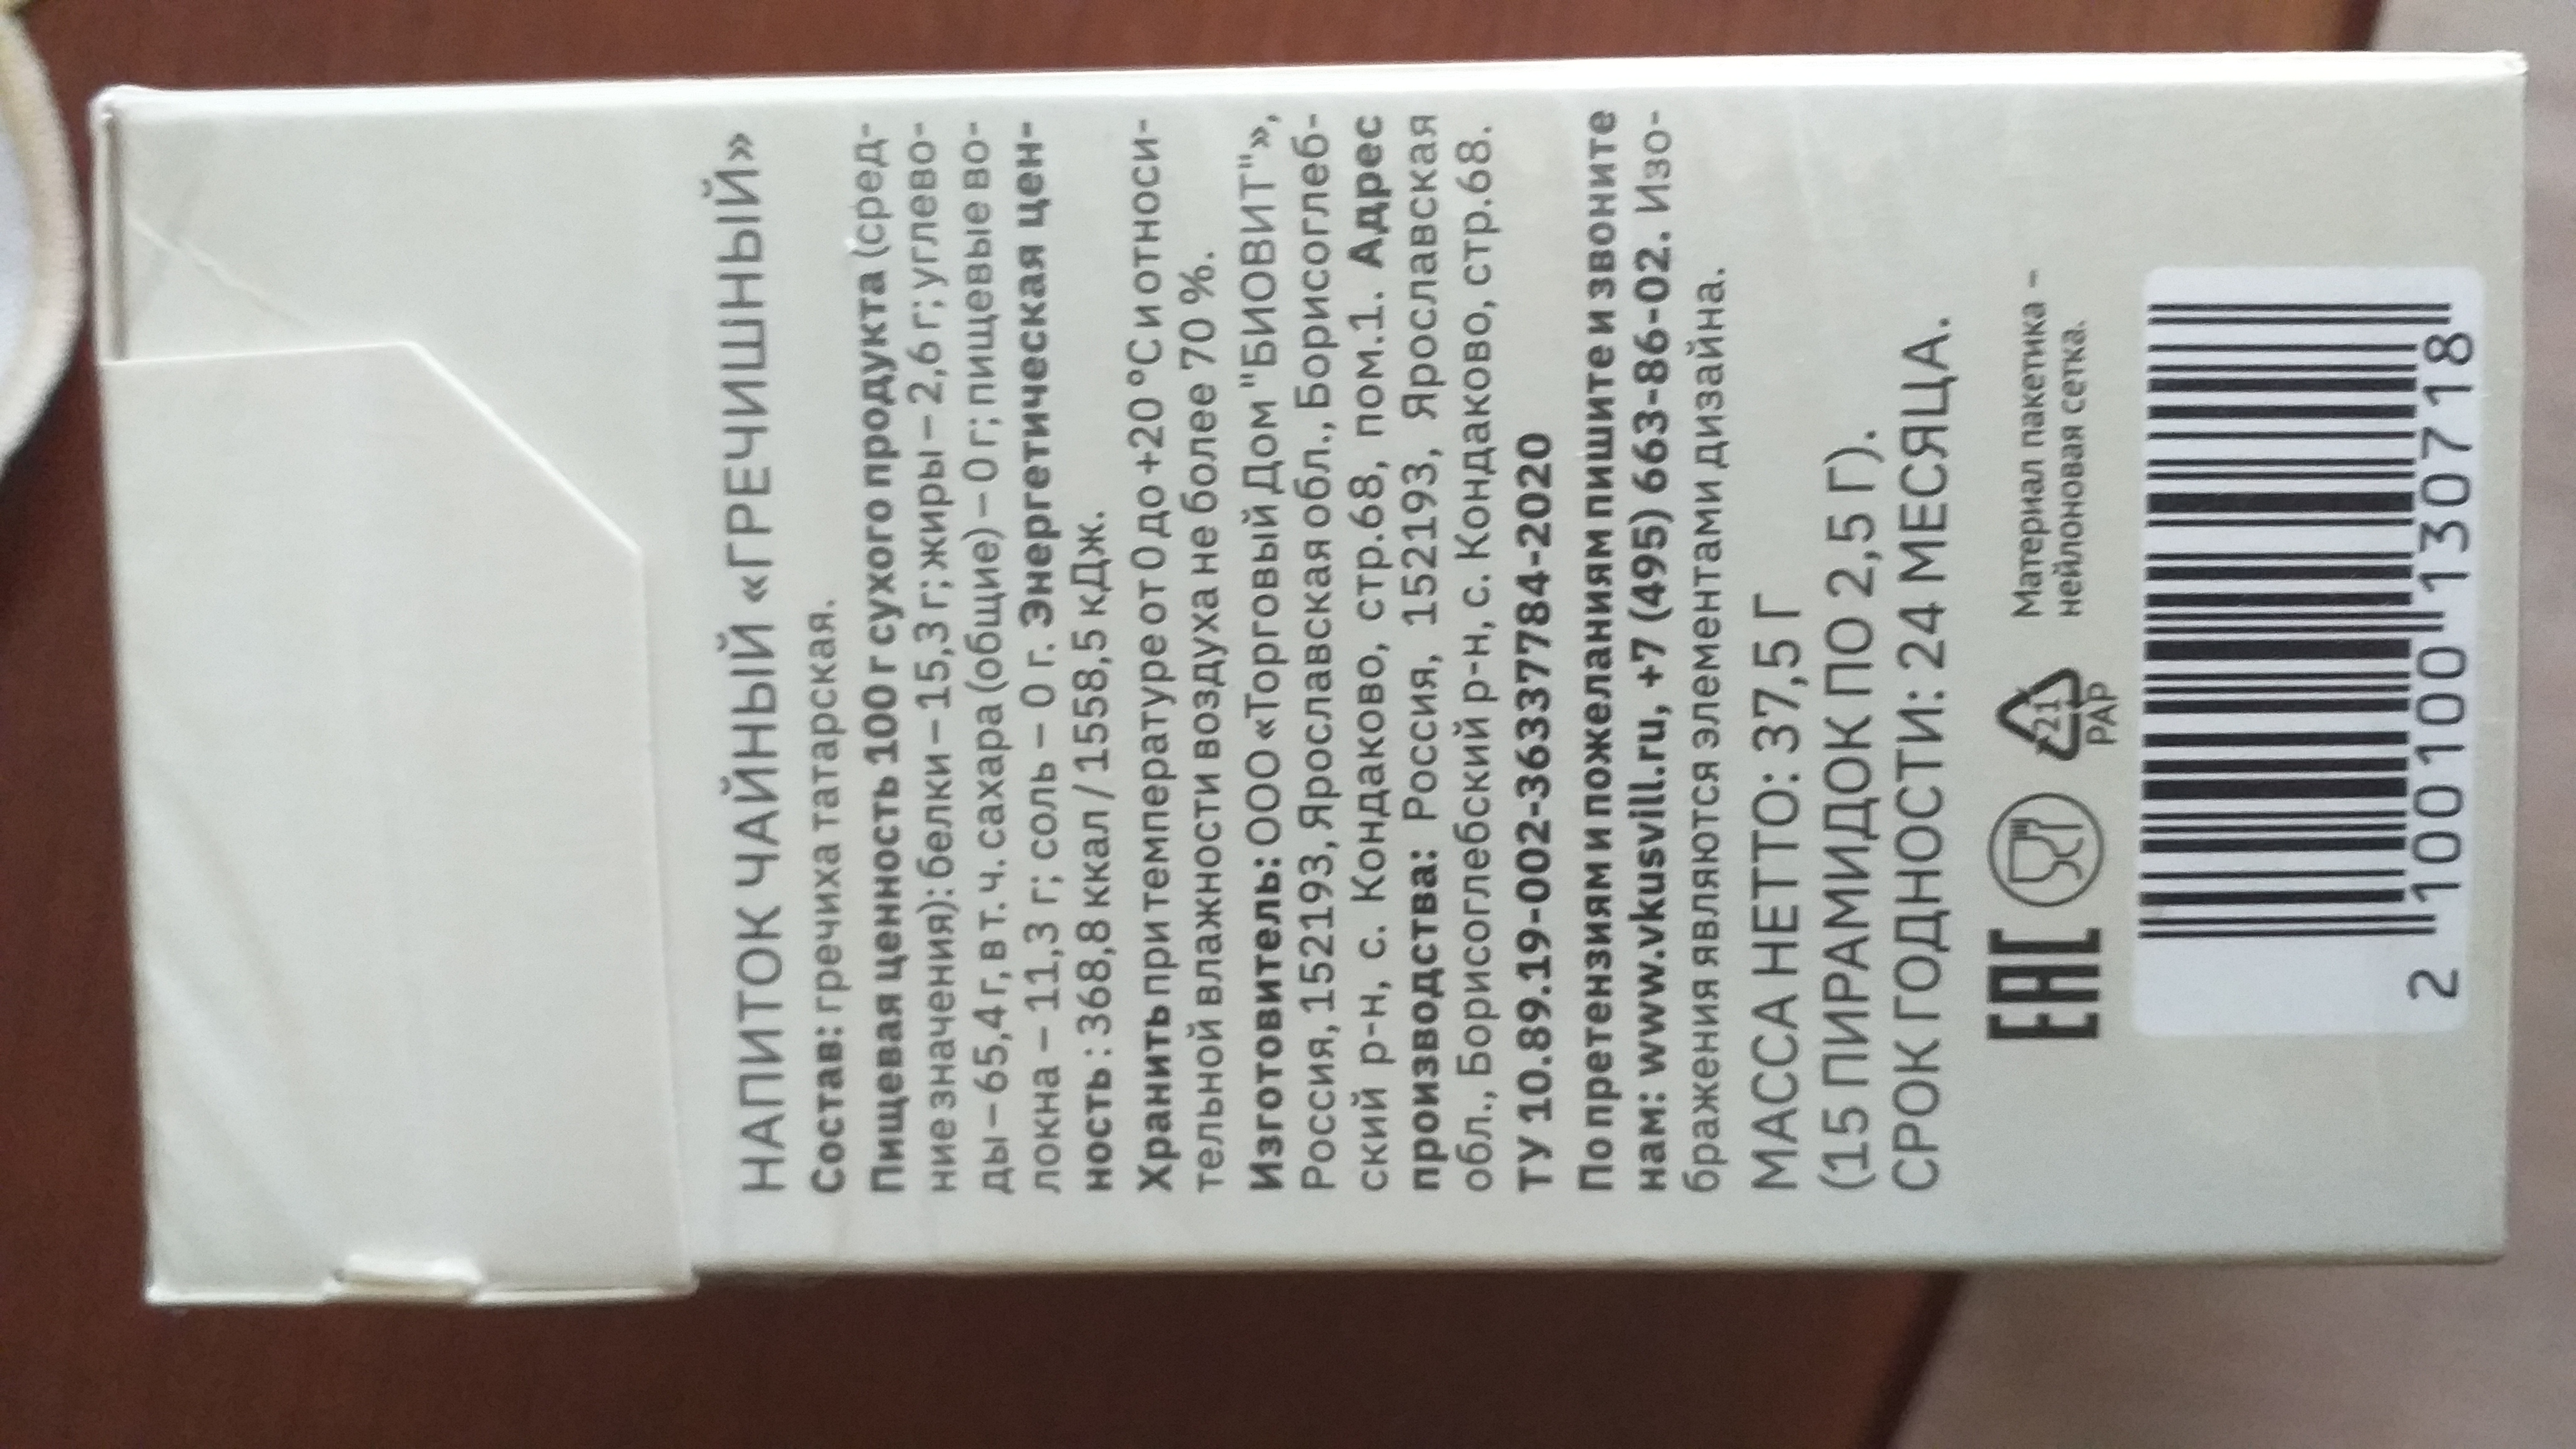 НАПИТОК ЧАЙНЫЙ «ГРЕЧИШНЫЙ»
Состав: гречиха татарская.
Пищевая ценность 100 г сухого продукта (сред-
ние значения): белки – 15,3 г; жиры – 2,6 г; углево-
ды – 65,4 г, в т. ч. сахара (общие) – 0 г; пищевые во-
локна – 11,3 г; соль – 0 г. Энергетическая цен-
ность : 368,8 ккал / 1558,5 кДж.
Хранить при температуре от 0 до +20 °С и относи-
тельной влажности воздуха не более 70 %.
Изготовитель: ООО «Торговый Дом "БИОВИТ"»,
Россия, 152193, Ярославская обл., Борисоглеб-
ский р-н, с. Кондаково, стр.68, пом.1. Адрес
производства: Россия, 152193, Ярославская
обл., Борисоглебский р-н, с. Кондаково, стр.68.
ТУ 10.89.19-002-36337784-2020
По претензиям и пожеланиям пишите и звоните
нам: www.vkusvill.ru, +7 (495) 663-86-02. Изо-
бражения являются элементами дизайна.
МАССА НЕТТО: 37,5 Г
(15 ПИРАМИДОК ПО 2,5 Г).
СРОК ГОДНОСТИ: 24 МЕСЯЦА.
EAC
21
PAP
Материал пакетика –
нейлоновая сетка.
2 100100 130718